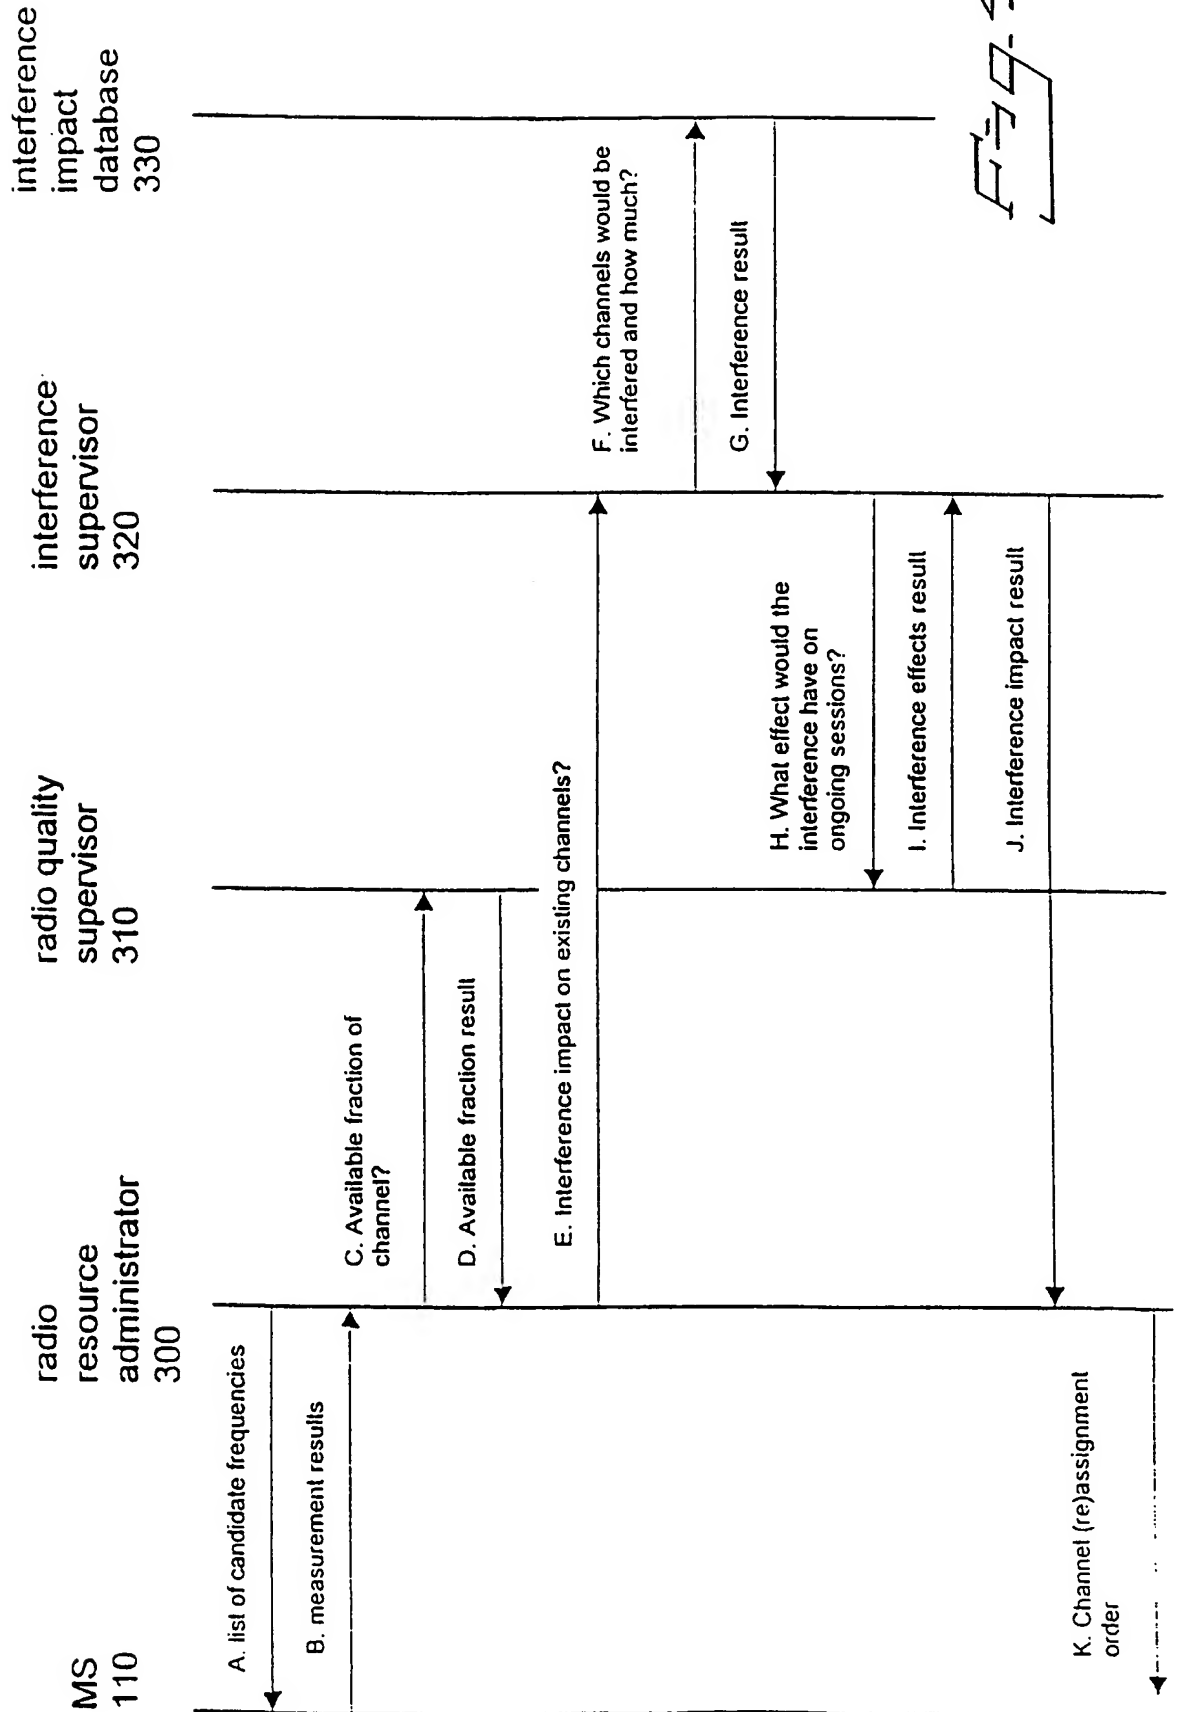 MS
110
radio
resource
administrator
300
radio quality
supervisor
310
interference
supervisor
320
interference
impact
database
330
A. list of candidate frequencies
B. measurement results
C. Available fraction of
channel?
D. Available fraction result
E. Interference impact on existing channels?
F. Which channels would be
interfered and how much?
G. Interference result
H. What effect would the
interference have on
ongoing sessions?
I. Interference effects result
J. Interference impact result
K. Channel (re)assignment
order
Fig-